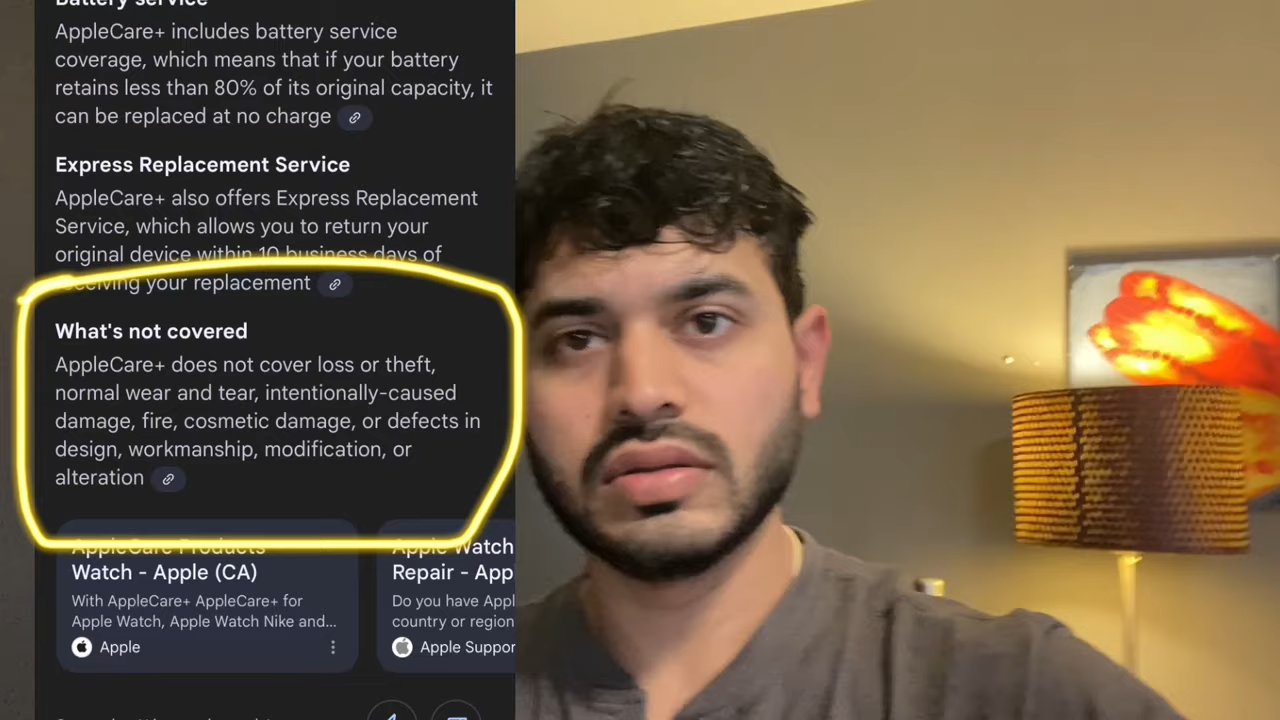 Battery service
AppleCare+ includes battery service
coverage, which means that if your battery
retains less than 80% of its original capacity, it
can be replaced at no charge
Express Replacement Service
AppleCare+ also offers Express Replacement
Service, which allows you to return your
original device within 10 business days of
receiving your replacement
What's not covered
AppleCare+ does not cover loss or theft,
normal wear and tear, intentionally-caused
damage, fire, cosmetic damage, or defects in
design, workmanship, modification, or
alteration
AppleCare Products
Watch - Apple (CA)
With AppleCare+ AppleCare+ for
Apple Watch, Apple Watch Nike and...
Apple
Apple Watch
Repair - App
Do you have Appl
country or region
Apple Suppor